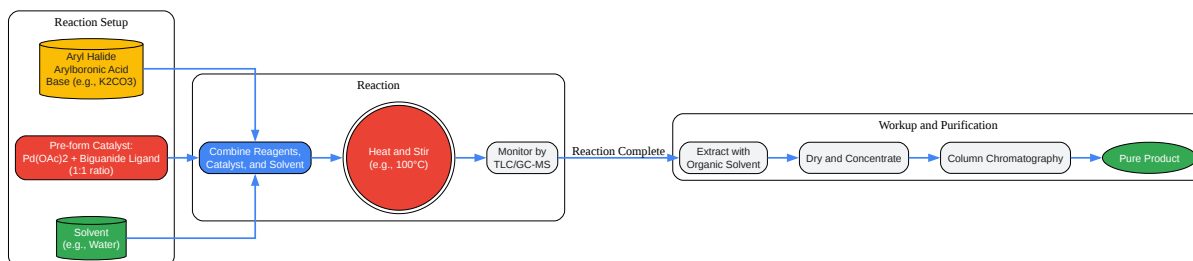 Reaction Setup
Aryl Halide
Arylboronic Acid
Base (e.g., K2CO3)
Pre-form Catalyst:
Pd(OAc)2 + Biguanide Ligand
(1:1 ratio)
Solvent
(e.g., Water)
Reaction
Combine Reagents,
Catalyst, and Solvent
Heat and Stir
(e.g., 100°C)
Monitor by
TLC/GC-MS
Reaction Complete
Workup and Purification
Extract with
Organic Solvent
Dry and Concentrate
Column Chromatography
Pure Product